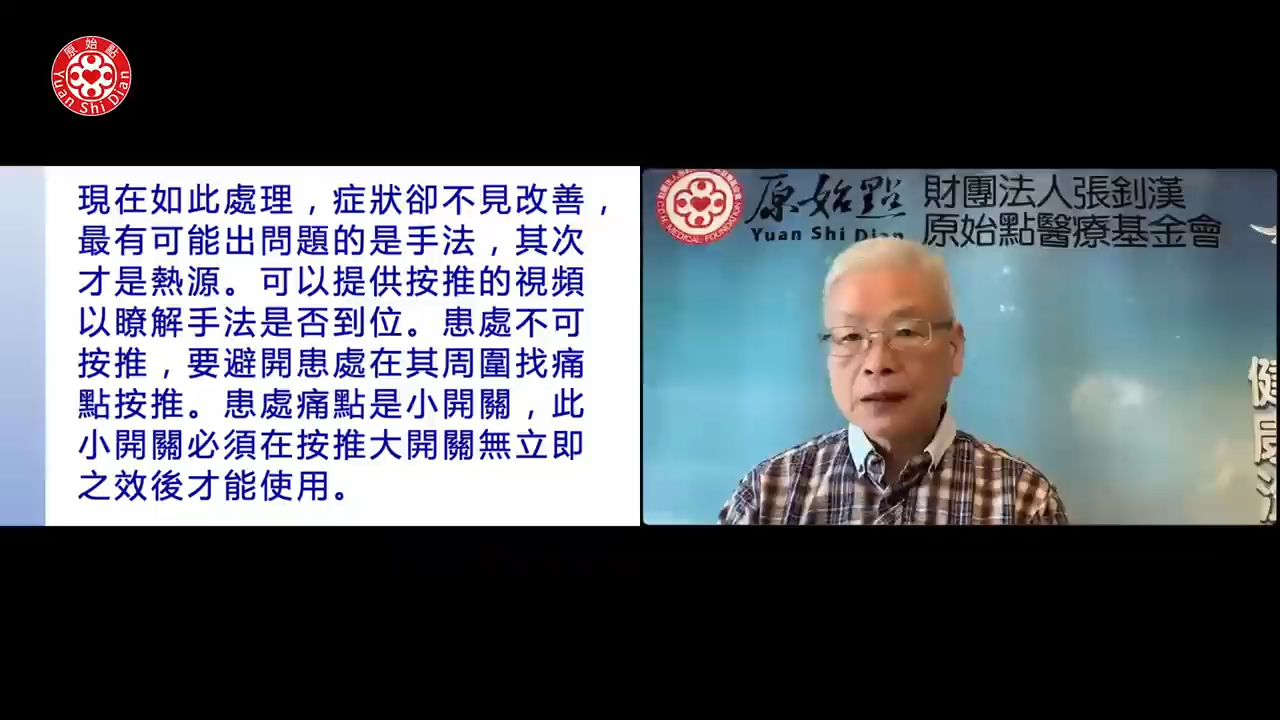 原始點
Yuan Shi Dian
現在如此處理，症狀卻不見改善，
最有可能出問題的是手法，其次
才是熱源。可以提供按推的視頻
以瞭解手法是否到位。患處不可
按推，要避開患處在其周圍找痛
點按推。患處痛點是小開關，此
小開關必須在按推大開關無立即
之效後才能使用。
原始點
Yuan Shi Dian
財團法人張釗漢
原始點醫療基金會
健